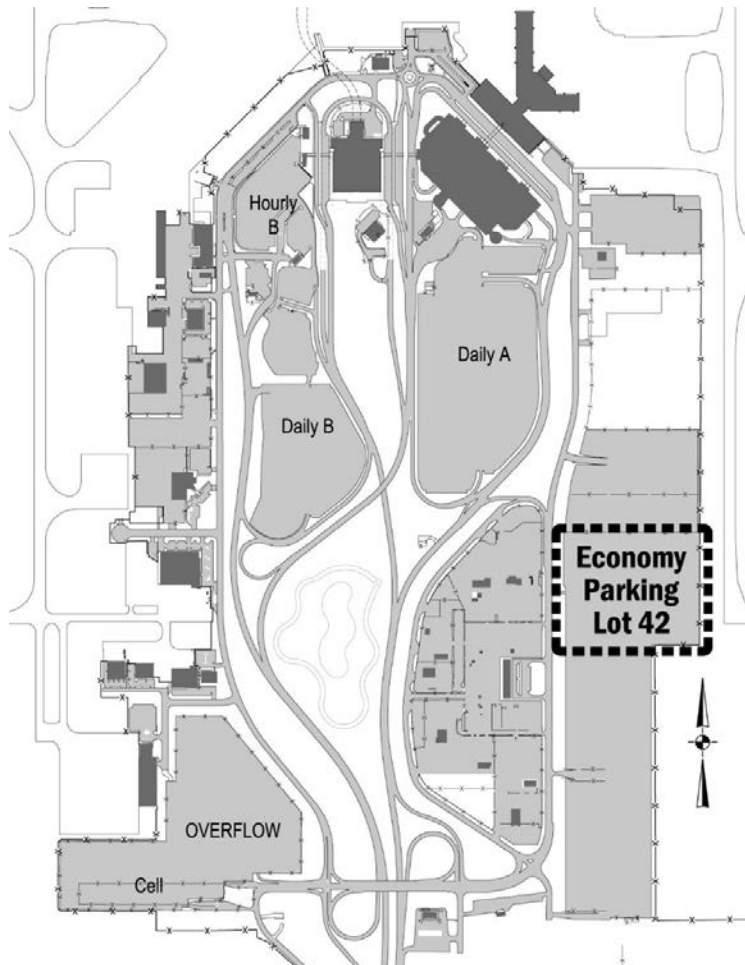 Hourly
B
Daily A
Daily B
Economy
Parking
Lot 42
OVERFLOW
Cell